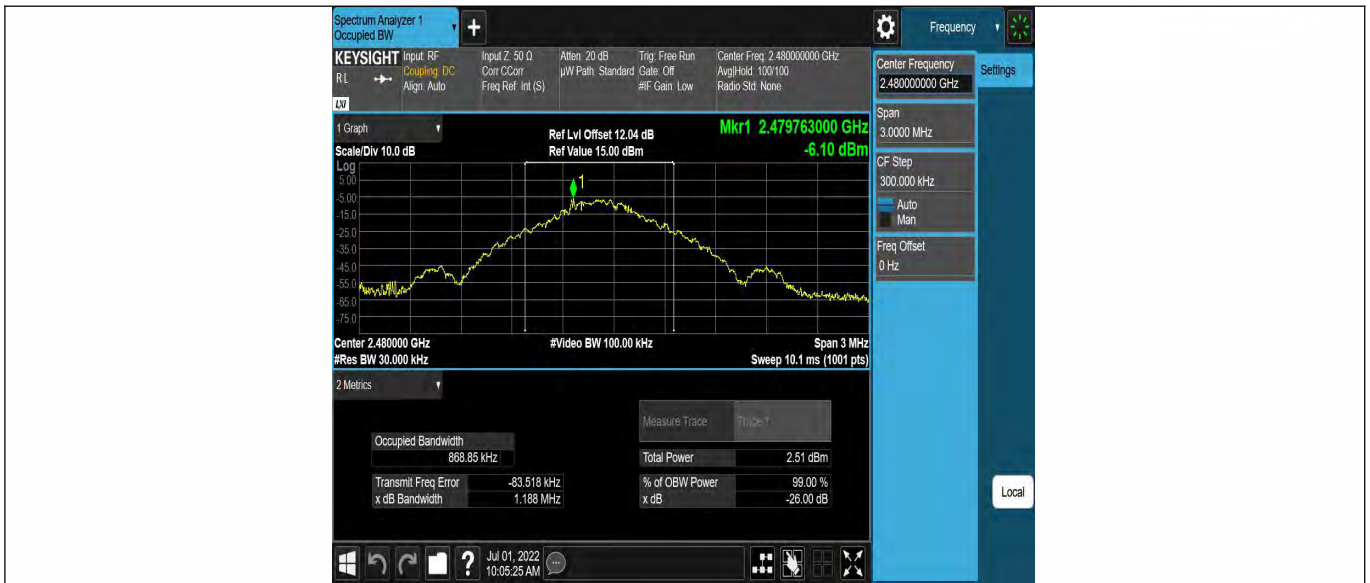 Spectrum Analyzer 1
Occupied BW
+
Frequency
KEYSIGHT
R L
LXI
Input: RF
Coupling: DC
Align: Auto
Input Z: 50 Ω
Corr CCorr
Freq Ref: Int (S)
Atten: 20 dB
µW Path: Standard
Trig: Free Run
Gate: Off
#IF Gain: Low
Center Freq: 2.480000000 GHz
Avg|Hold: 100/100
Radio Std: None
Center Frequency
2.480000000 GHz
Settings
Span
3.0000 MHz
CF Step
300.000 kHz
Auto
Man
Freq Offset
0 Hz
1 Graph
Ref Lvl Offset 12.04 dB
Mkr1 2.479763000 GHz
Scale/Div 10.0 dB
Ref Value 15.00 dBm
-6.10 dBm
Log
1
5.00
-5.00
-15.0
-25.0
-35.0
-45.0
-55.0
-65.0
-75.0
Center 2.480000 GHz
#Video BW 100.00 kHz
Span 3 MHz
#Res BW 30.000 kHz
Sweep 10.1 ms (1001 pts)
2 Metrics
Measure Trace
Trace 1
Occupied Bandwidth
868.85 kHz
Total Power 2.51 dBm
Transmit Freq Error -83.518 kHz
% of OBW Power 99.00 %
x dB Bandwidth 1.188 MHz
x dB -26.00 dB
Local
?
Jul 01, 2022
10:05:25 AM